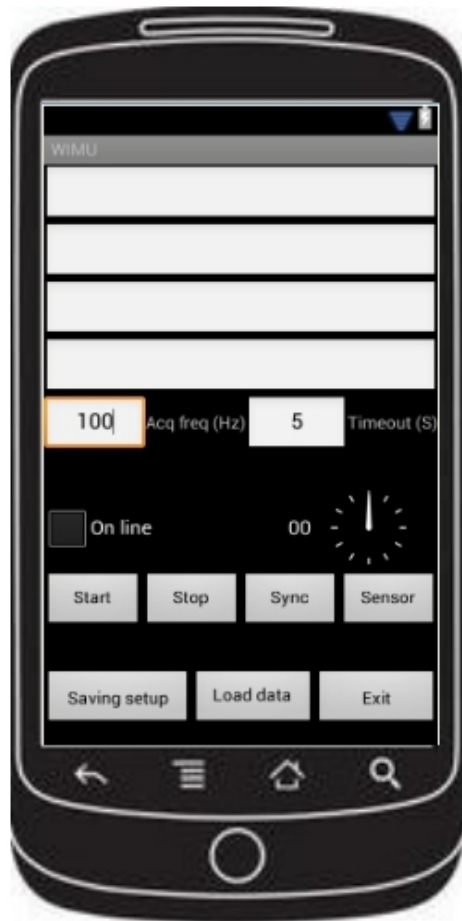 WIMU
100 Acq freq (Hz) 5 Timeout (S)
On line 00
Start Stop Sync Sensor
Saving setup Load data Exit